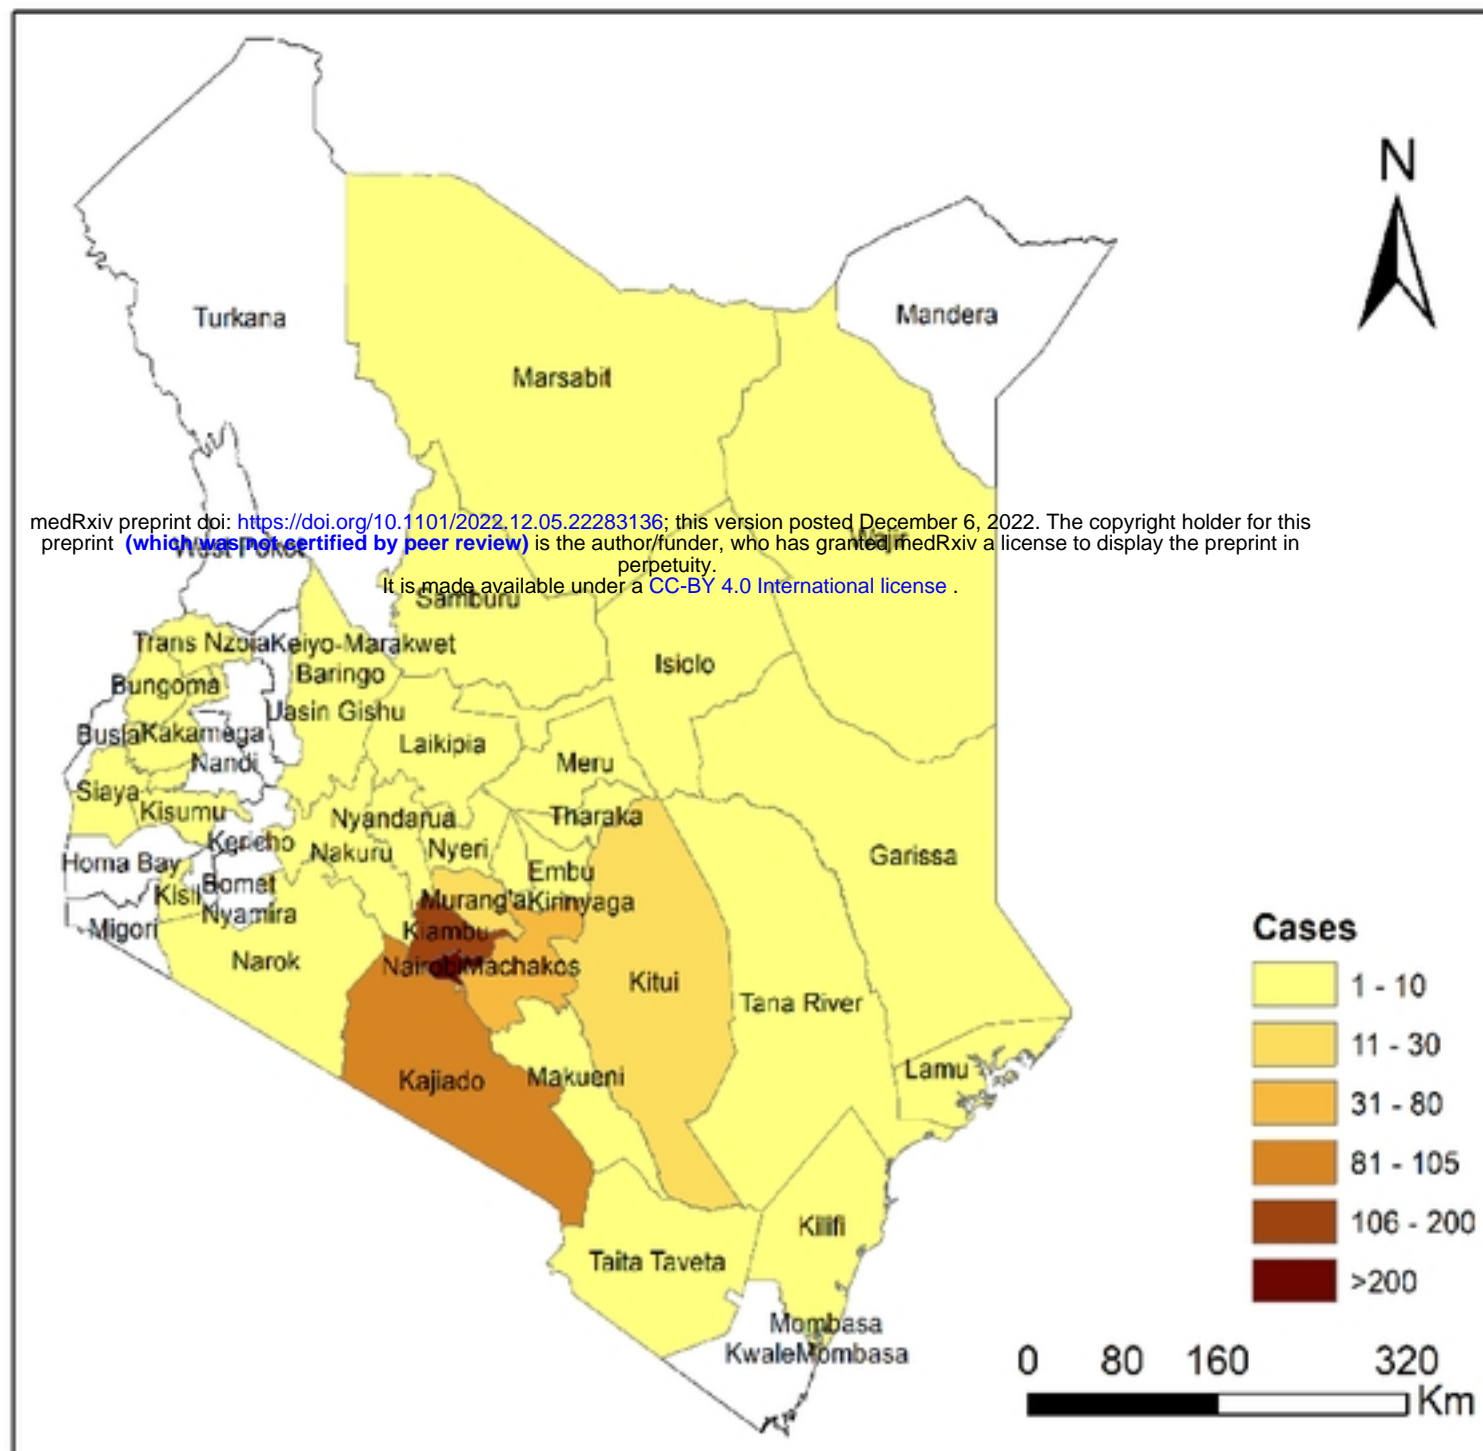 N
Turkana
Mandera
Marsabit
medRxiv preprint doi: https://doi.org/10.1101/2022.12.05.22283136; this version posted December 6, 2022. The copyright holder for this
preprint (which was not certified by peer review) is the author/funder, who has granted medRxiv a license to display the preprint in
perpetuity.
It is made available under a CC-BY 4.0 International license .
West Pokot
Wajir
Samburu
Trans Nzoia
Keiyo-Marakwet
Isiolo
Baringo
Bungoma
Uasin Gishu
Busia
Kakamega
Laikipia
Nandi
Meru
Siaya
Kisumu
Nyandarua
Tharaka
Kericho
Nakuru
Nyeri
Garissa
Homa Bay
Embu
Bomet
Kisii
Murang'a
Kirinyaga
Nyamira
Migori
Kiambu
Narok
Nairobi
Machakos
Kitui
Tana River
Lamu
Kajiado
Makueni
Kilifi
Taita Taveta
Mombasa
Kwale
Mombasa
Cases
1 - 10
11 - 30
31 - 80
81 - 105
106 - 200
>200
0 80 160 320
Km